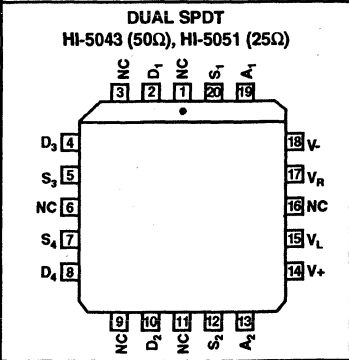 DUAL SPDT
HI-5043 (50Ω), HI-5051 (25Ω)
NC D₁ NC S₁ A₁
3 2 1 20 19
D₃ 4
S₃ 5
NC 6
S₄ 7
D₄ 8
18 V-
17 V_R
16 NC
15 V_L
14 V+
9 10 11 12 13
NC D₂ NC S₂ A₂